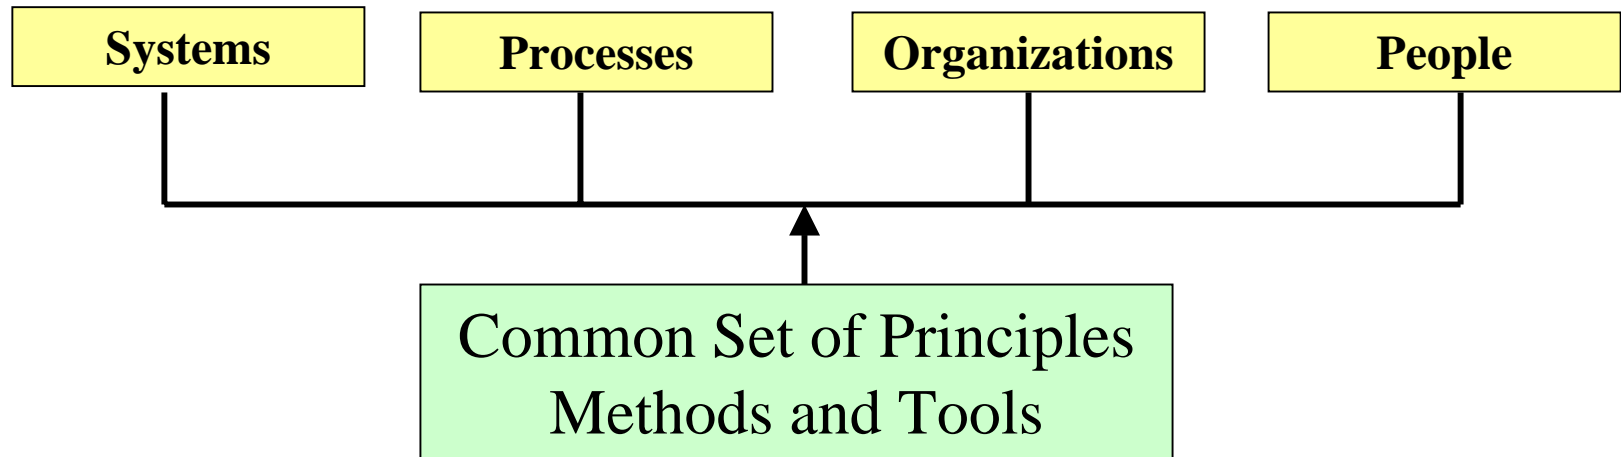 Systems
Processes
Organizations
People
Common Set of Principles
Methods and Tools